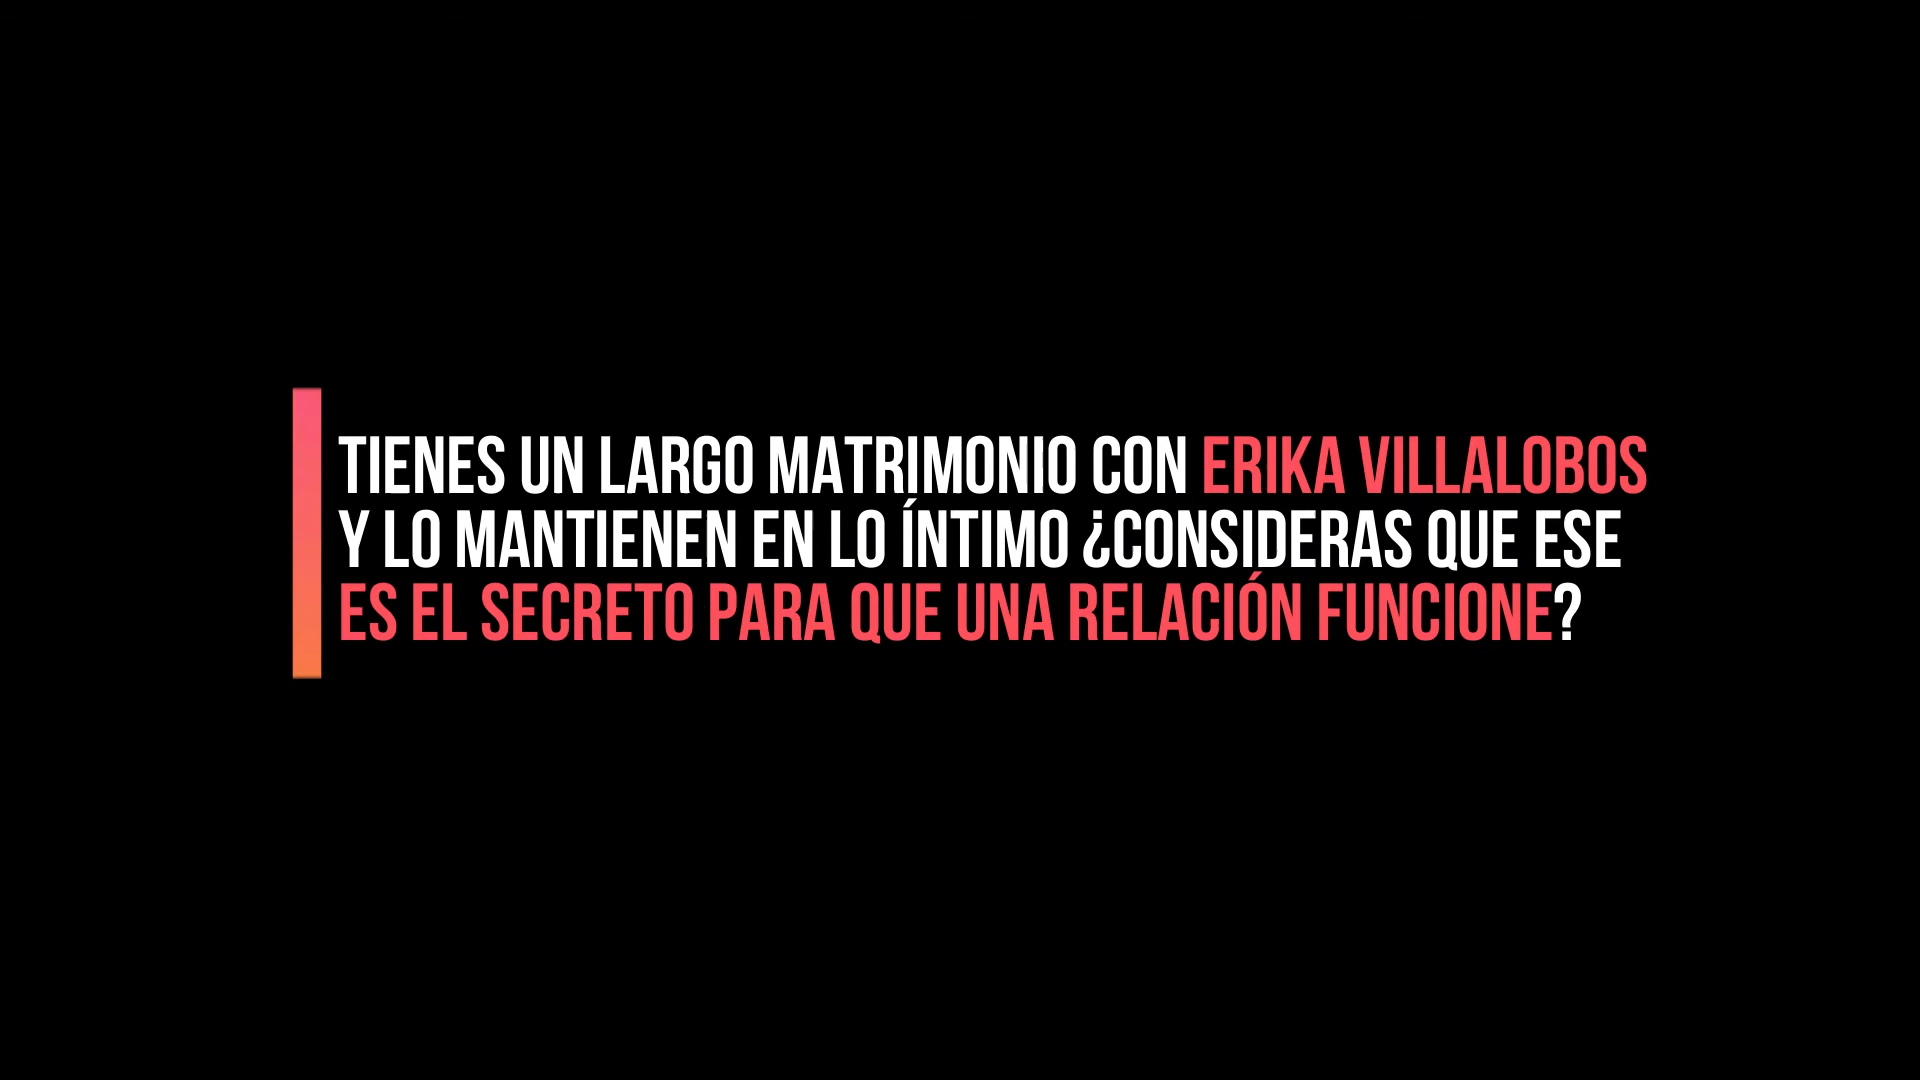 TIENES UN LARGO MATRIMONIO CON ERIKA VILLALOBOS
Y LO MANTIENEN EN LO ÍNTIMO ¿CONSIDERAS QUE ESE
ES EL SECRETO PARA QUE UNA RELACIÓN FUNCIONE?